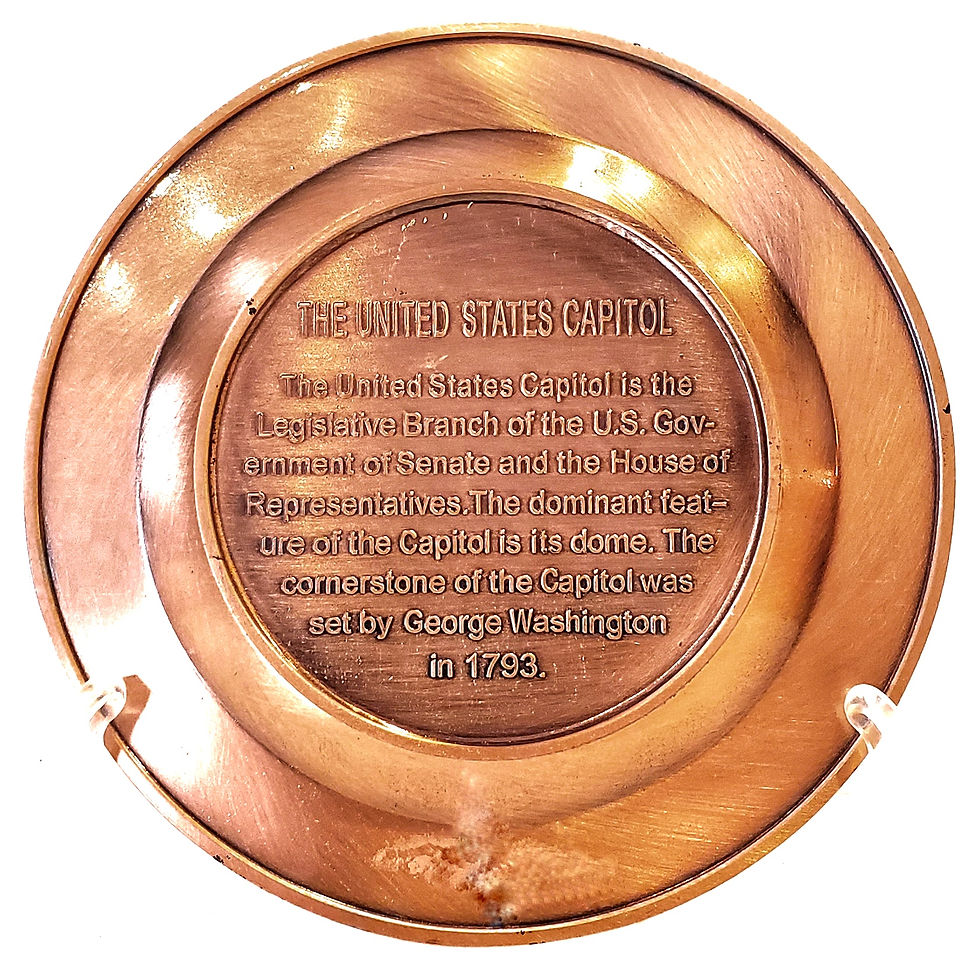 THE UNITED STATES CAPITOL
The United States Capitol is the
Legislative Branch of the U.S. Gov-
ernment of Senate and the House of
Representatives.The dominant feat-
ure of the Capitol is its dome. The
cornerstone of the Capitol was
set by George Washington
in 1793.